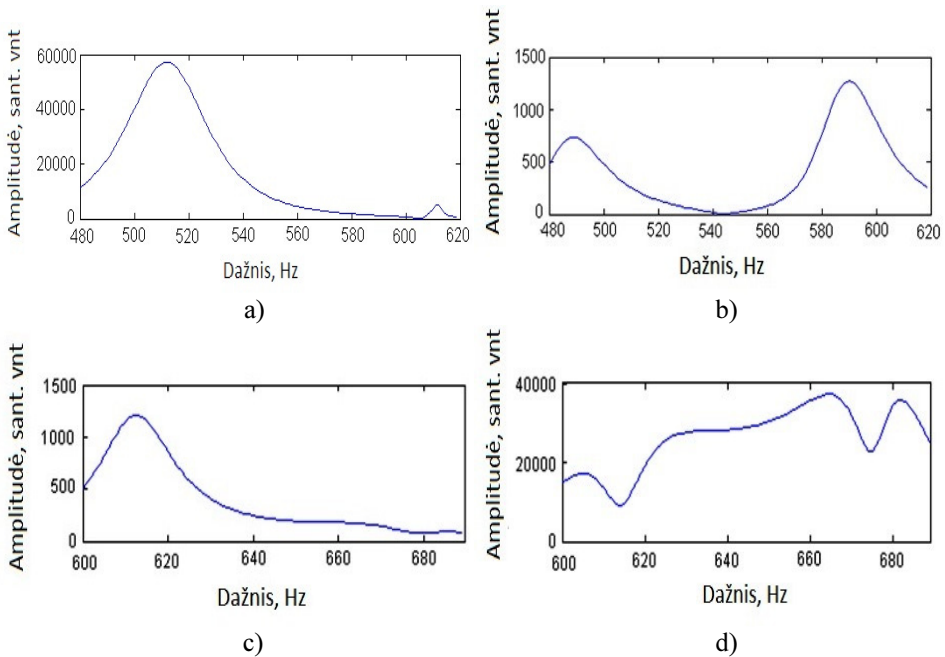 Amplitudė, sant. vnt
60000
40000
20000
0
480 500 520 540 560 580 600 620
Dažnis, Hz
a)
Amplitudė, sant. vnt
1500
1000
500
0
480 500 520 540 560 580 600 620
Dažnis, Hz
b)
Amplitudė, sant. vnt
1500
1000
500
0
600 620 640 660 680
Dažnis, Hz
c)
Amplitudė, sant. vnt
40000
20000
0
600 620 640 660 680
Dažnis, Hz
d)